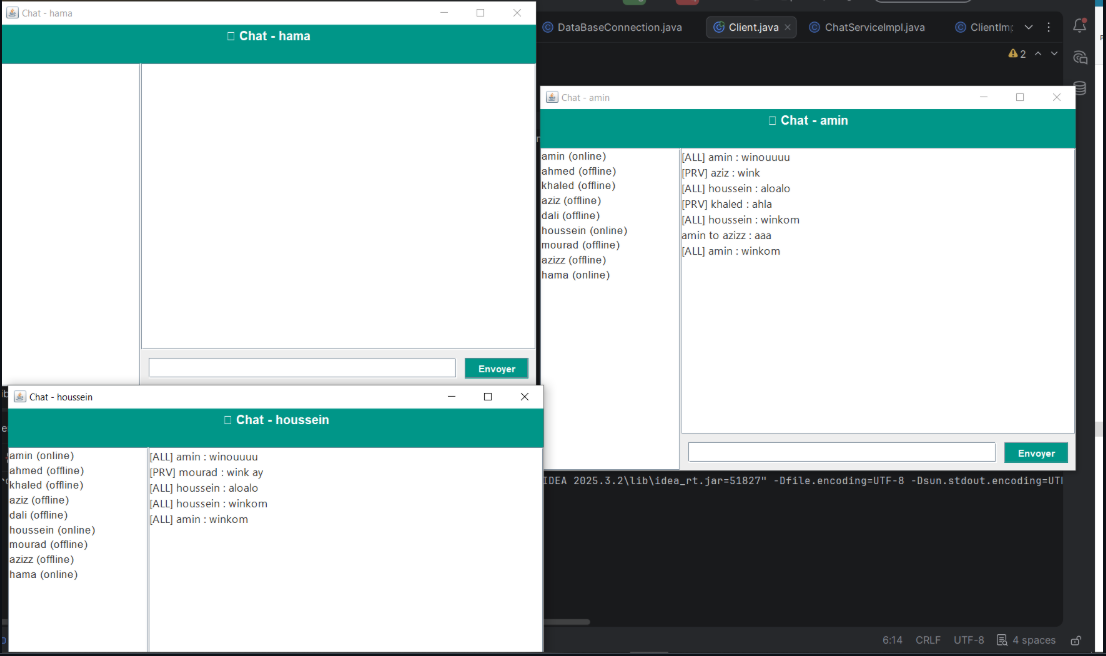 Chat - hama
Chat - hama
Envoyer
DataBaseConnection.java
Client.java
ChatServiceImpl.java
2
Chat - amin
Chat - amin
amin (online)
ahmed (offline)
khaled (offline)
aziz (offline)
dali (offline)
houssein (online)
mourad (offline)
azizz (offline)
hama (online)
[ALL] amin : winouuuu
[PRV] aziz : wink
[ALL] houssein : aloalo
[PRV] khaled : ahla
[ALL] houssein : winkom
amin to azizz : aaa
[ALL] amin : winkom
Envoyer
Chat - houssein
Chat - houssein
amin (online)
ahmed (offline)
khaled (offline)
aziz (offline)
dali (offline)
houssein (online)
mourad (offline)
azizz (offline)
hama (online)
[ALL] amin : winouuuu
[PRV] mourad : wink ay
[ALL] houssein : aloalo
[ALL] houssein : winkom
[ALL] amin : winkom
IDEA 2025.3.2\lib\idea_rt.jar=51827" -Dfile.encoding=UTF-8 -Dsun.stdout.encoding=UT
6:14 CRLF UTF-8 4 spaces